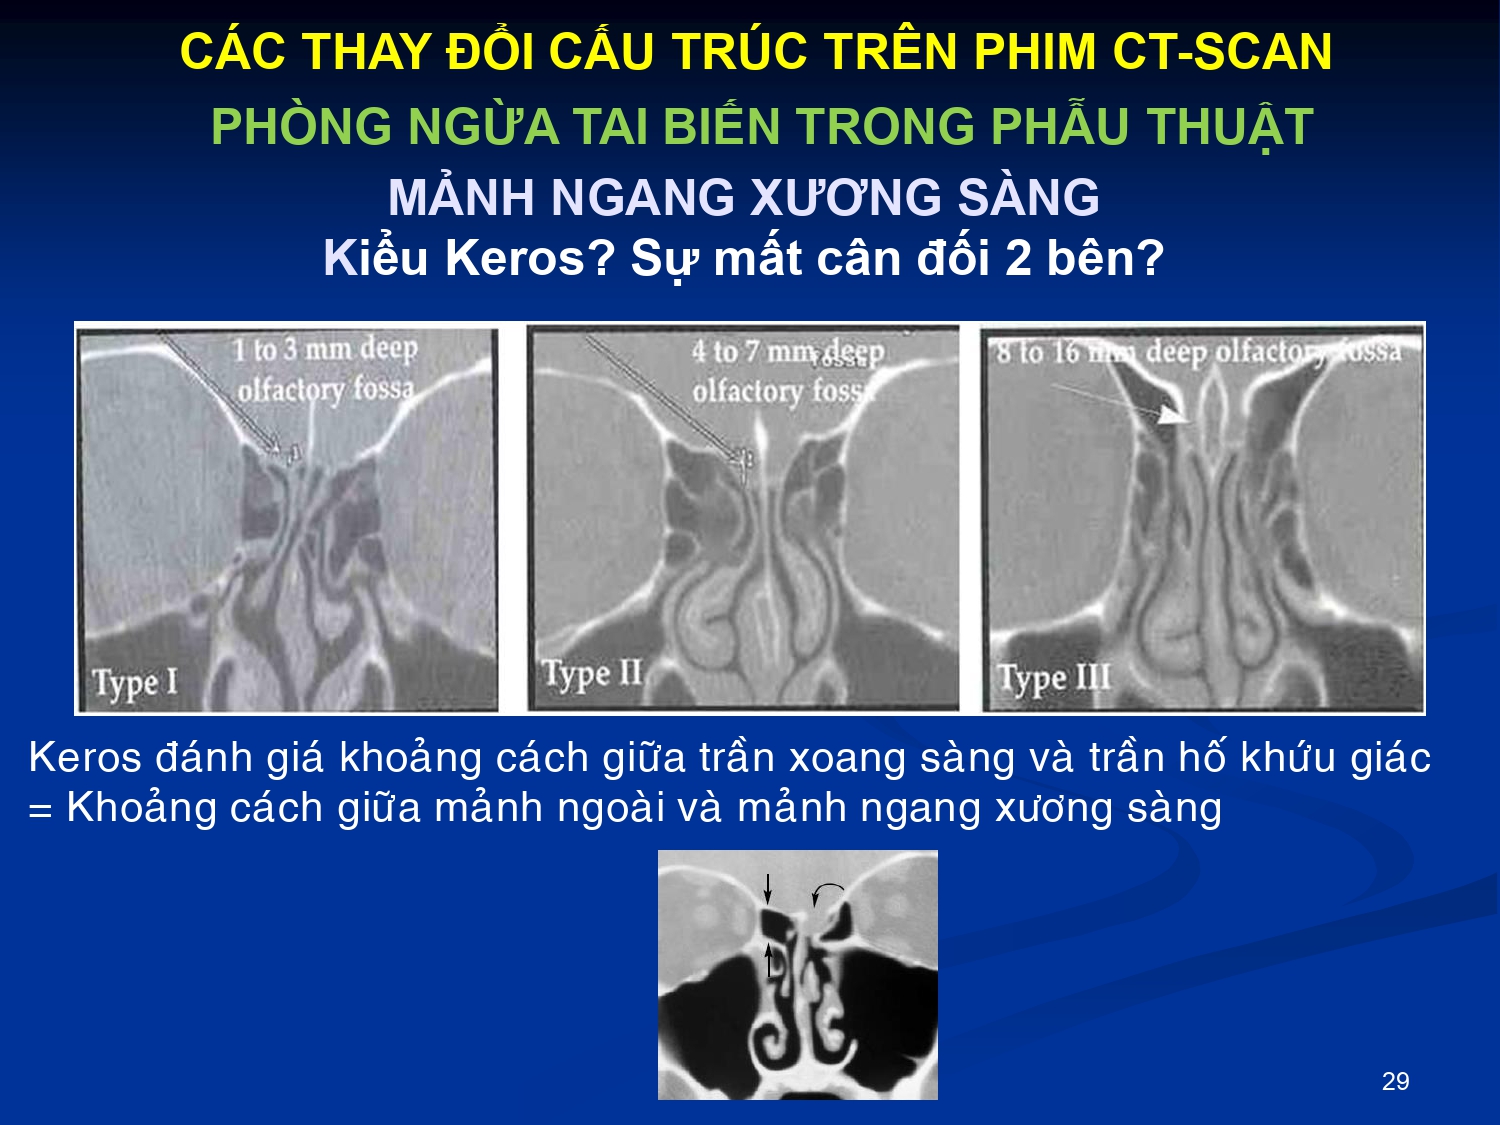 CÁC THAY ĐỔI CẤU TRÚC TRÊN PHIM CT-SCAN
PHÒNG NGỪA TAI BIẾN TRONG PHẪU THUẬT
MẢNH NGANG XƯƠNG SÀNG
Kiểu Keros? Sự mất cân đối 2 bên?
1 to 3 mm deep
olfactory fossa
Type I
4 to 7 mm deep
fossa
olfactory fossa
Type II
8 to 16 mm deep olfactory fossa
Type III
Keros đánh giá khoảng cách giữa trần xoang sàng và trần hố khứu giác
= Khoảng cách giữa mảnh ngoài và mảnh ngang xương sàng
29